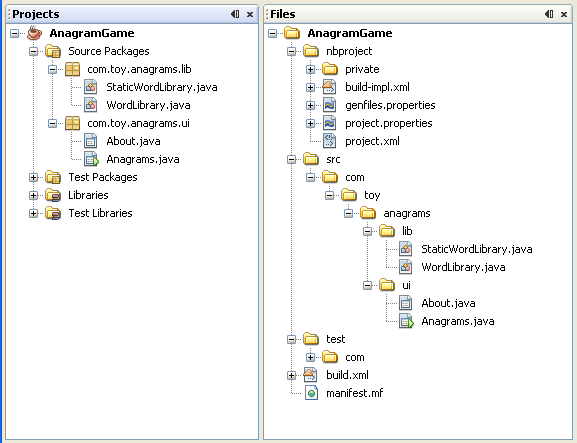 Projects
AnagramGame
Source Packages
com.toy.anagrams.lib
StaticWordLibrary.java
WordLibrary.java
com.toy.anagrams.ui
About.java
Anagrams.java
Test Packages
Libraries
Test Libraries
Files
AnagramGame
nbproject
private
build-impl.xml
genfiles.properties
project.properties
project.xml
src
com
toy
anagrams
lib
StaticWordLibrary.java
WordLibrary.java
ui
About.java
Anagrams.java
test
com
build.xml
manifest.mf